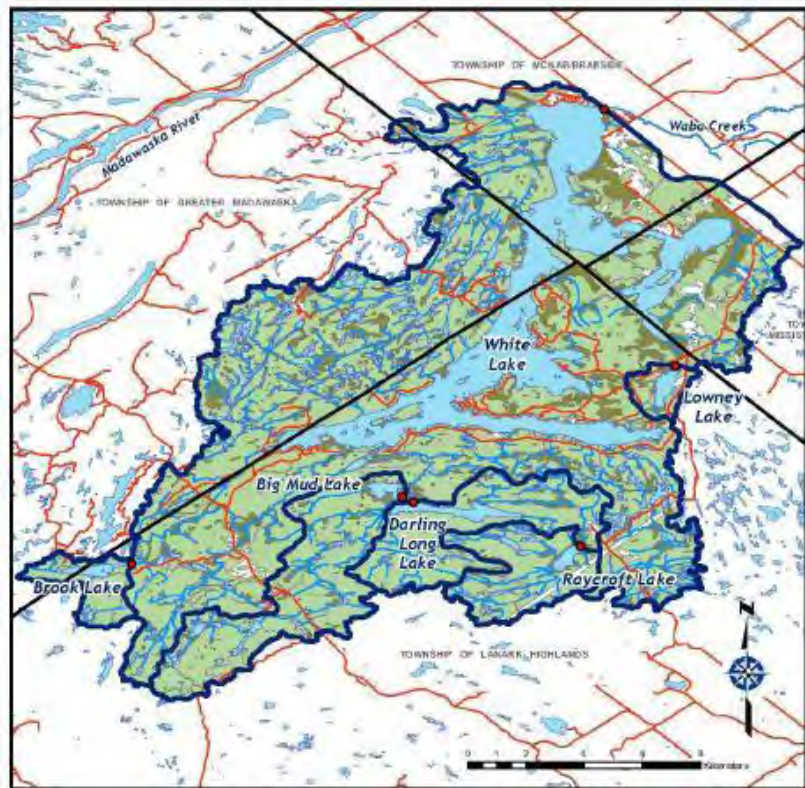 TOWNSHIP OF MCNAB/BRAESIDE
Waba Creek
Madawaska River
TOWNSHIP OF GREATER MADAWASKA
White
Lake
Lowney
Lake
Big Mud Lake
Darling
Long
Lake
Brook Lake
Raycroft Lake
TOWNSHIP OF LANARK HIGHLANDS
N
0 1 2 4 6 8
Kilometers